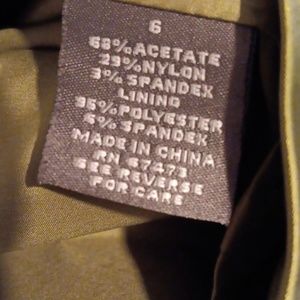 6
68% ACETATE
29% NYLON
3% SPANDEX
LINING
95% POLYESTER
5% SPANDEX
MADE IN CHINA
RN 67473
SEE REVERSE
FOR CARE